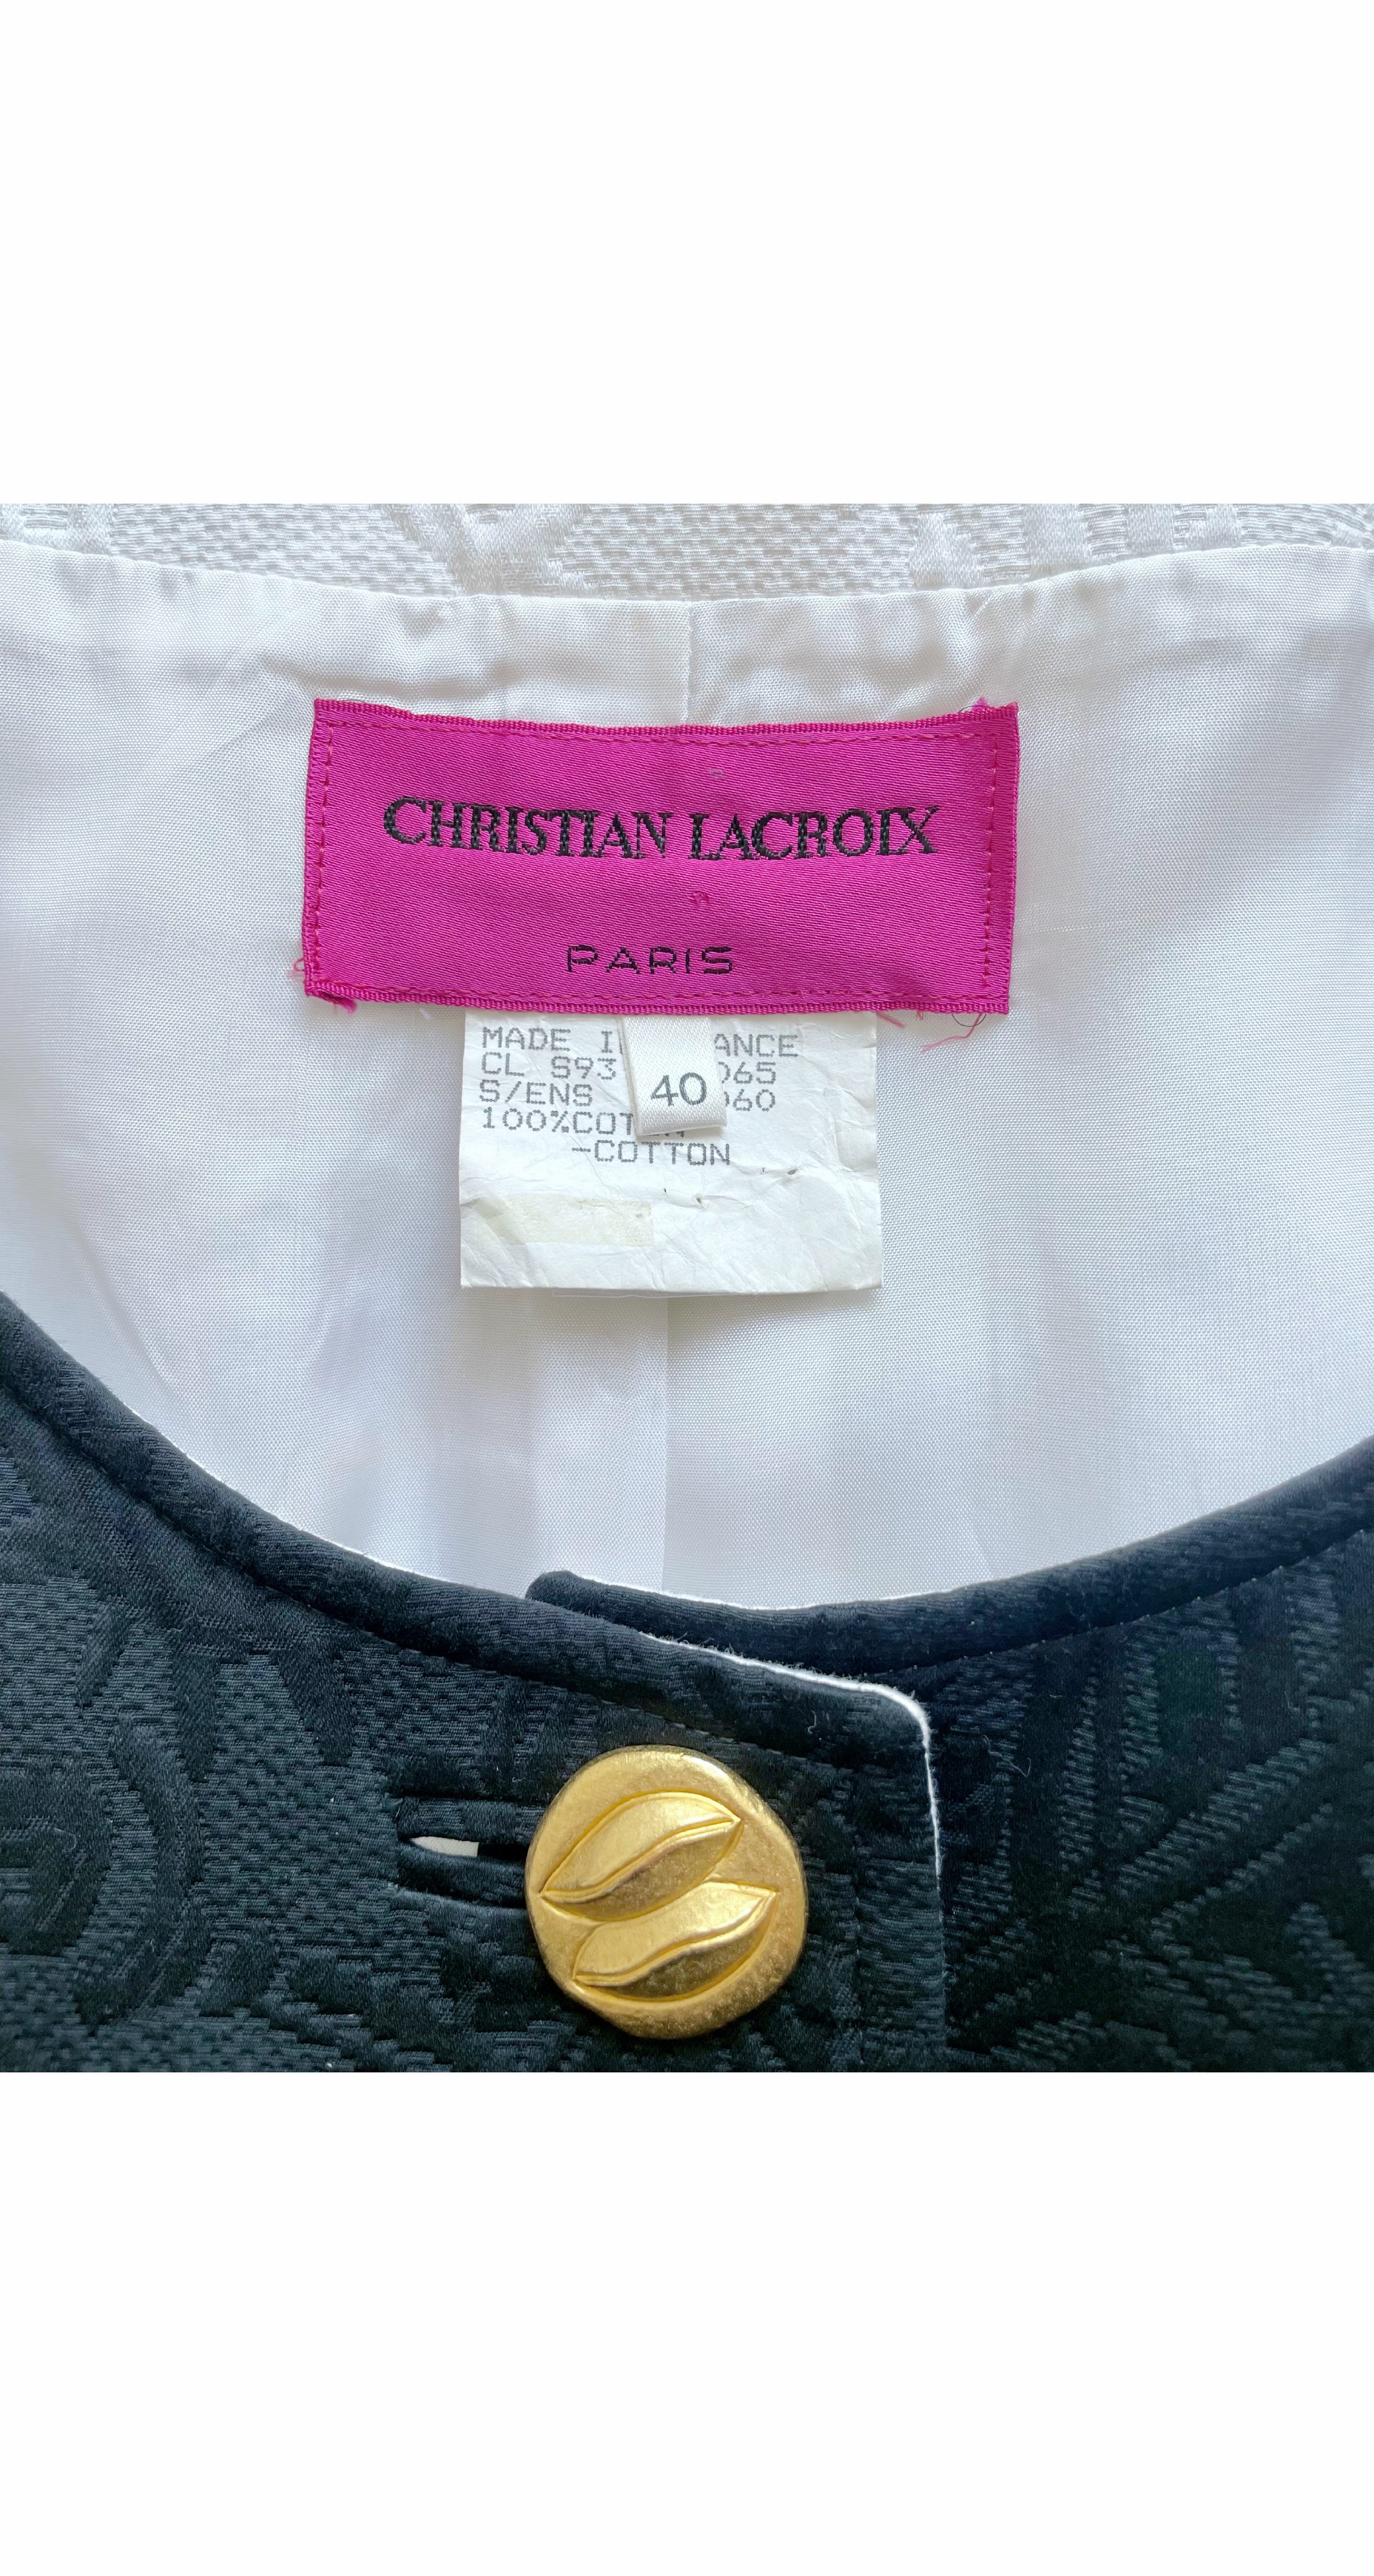 CHRISTIAN LACROIX
PARIS
MADE ANCE
CL S93 065
S/ENS 060
40
100%COT
-COTTON